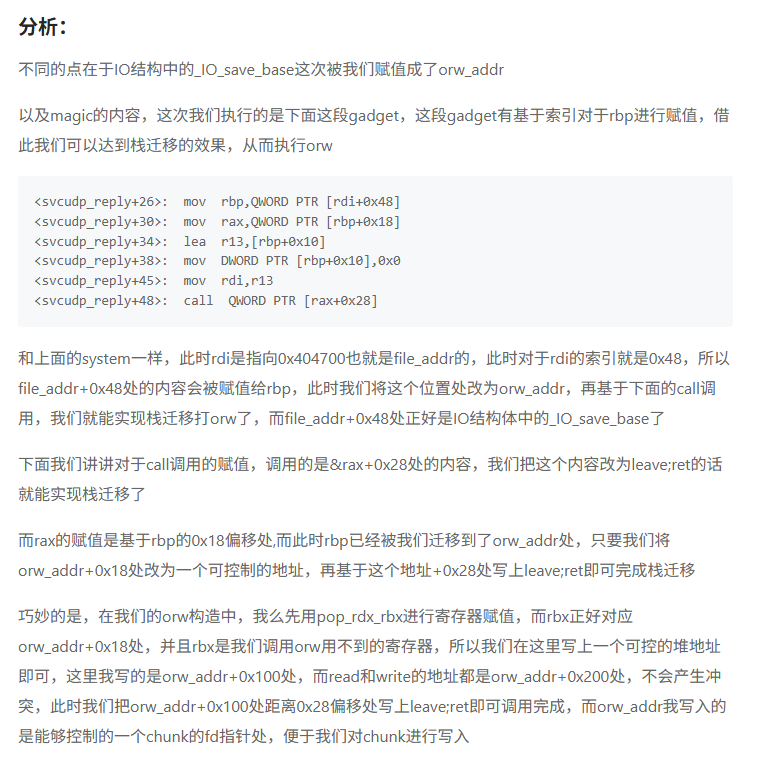 分析：
不同的点在于IO结构中的_IO_save_base这次被我们赋值成了orw_addr
以及magic的内容，这次我们执行的是下面这段gadget，这段gadget有基于索引对于rbp进行赋值，借
此我们可以达到栈迁移的效果，从而执行orw
<svcudp_reply+26>:  mov  rbp,QWORD PTR [rdi+0x48]
<svcudp_reply+30>:  mov  rax,QWORD PTR [rbp+0x18]
<svcudp_reply+34>:  lea  r13,[rbp+0x10]
<svcudp_reply+38>:  mov  DWORD PTR [rbp+0x10],0x0
<svcudp_reply+45>:  mov  rdi,r13
<svcudp_reply+48>:  call  QWORD PTR [rax+0x28]
和上面的system一样，此时rdi是指向0x404700也就是file_addr的，此时对于rdi的索引就是0x48，所以
file_addr+0x48处的内容会被赋值给rbp，此时我们将这个位置处改为orw_addr，再基于下面的call调
用，我们就能实现栈迁移打orw了，而file_addr+0x48处正好是IO结构体中的_IO_save_base了
下面我们讲讲对于call调用的赋值，调用的是&rax+0x28处的内容，我们把这个内容改为leave;ret的话
就能实现栈迁移了
而rax的赋值是基于rbp的0x18偏移处,而此时rbp已经被我们迁移到了orw_addr处，只要我们将
orw_addr+0x18处改为一个可控制的地址，再基于这个地址+0x28处写上leave;ret即可完成栈迁移
巧妙的是，在我们的orw构造中，我么先用pop_rdx_rbx进行寄存器赋值，而rbx正好对应
orw_addr+0x18处，并且rbx是我们调用orw用不到的寄存器，所以我们在这里写上一个可控的堆地址
即可，这里我写的是orw_addr+0x100处，而read和write的地址都是orw_addr+0x200处，不会产生冲
突，此时我们把orw_addr+0x100处距离0x28偏移处写上leave;ret即可调用完成，而orw_addr我写入的
是能够控制的一个chunk的fd指针处，便于我们对chunk进行写入